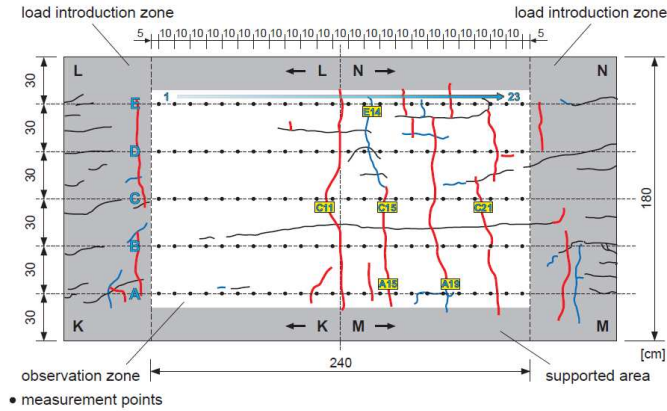 load introduction zone
load introduction zone
5 10 10 10 10 10 10 10 10 10 10 10 10 10 10 10 10 10 10 10 10 10 10 10 5
L L N N
30 30 30 30 30 30
1 23
E
E14
D
C
C11 C15 C21
180
B
A
A15 A19
K K M M
[cm]
observation zone
240
supported area
• measurement points